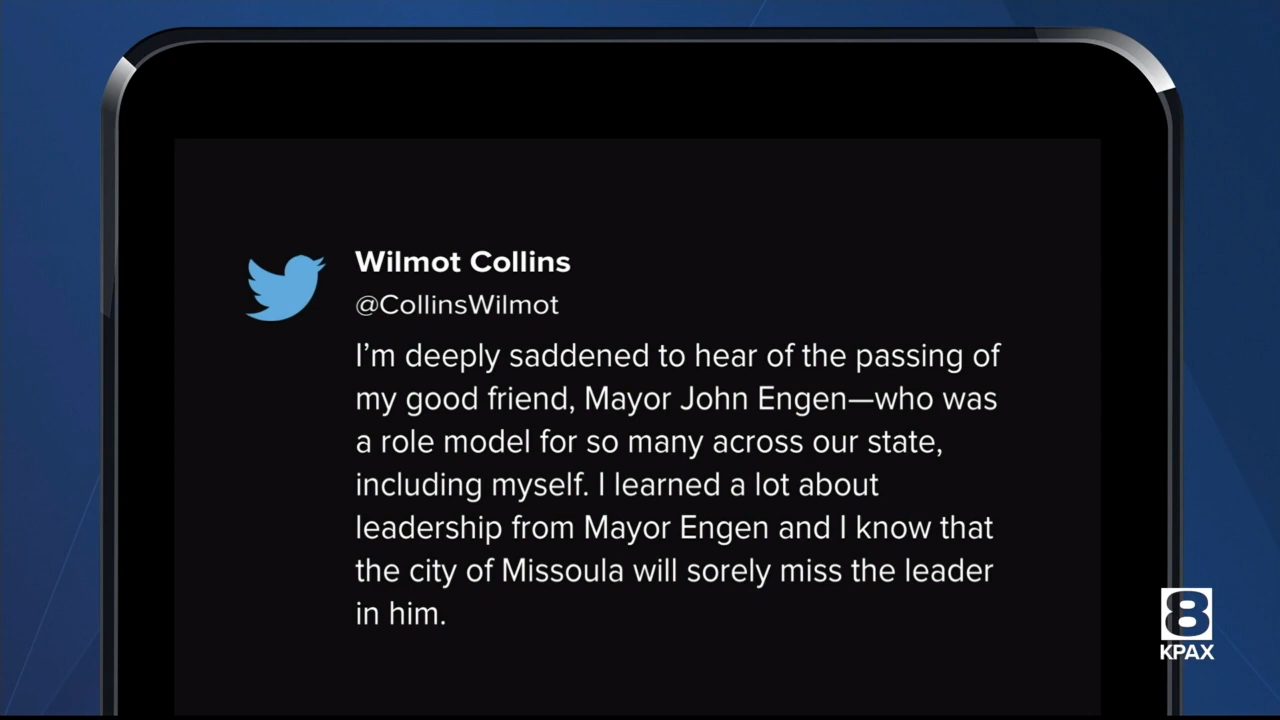 Wilmot Collins
@CollinsWilmot
I’m deeply saddened to hear of the passing of
my good friend, Mayor John Engen—who was
a role model for so many across our state,
including myself. I learned a lot about
leadership from Mayor Engen and I know that
the city of Missoula will sorely miss the leader
in him.
8
KPAX